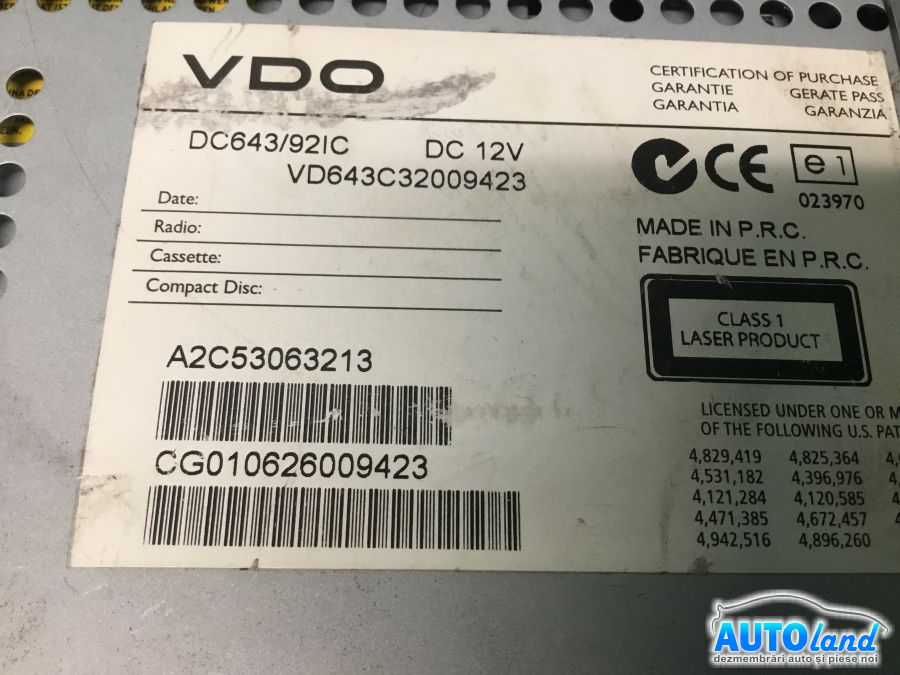 VDO
CERTIFICATION OF PURCHASE
GARANTIE GERATE PASS
GARANTIA GARANZIA
DC643/92IC DC 12V
VD643C32009423
CE e1
023970
Date:
Radio:
Cassette:
Compact Disc:
MADE IN P.R.C.
FABRIQUE EN P.R.C.
CLASS 1
LASER PRODUCT
A2C53063213
CG010626009423
LICENSED UNDER ONE OR M
OF THE FOLLOWING U.S. PAT
4,829,419 4,825,364
4,531,182 4,396,976
4,121,284 4,120,585
4,471,385 4,672,457
4,942,516 4,896,260
AUTOland
dezmembrări auto și piese noi